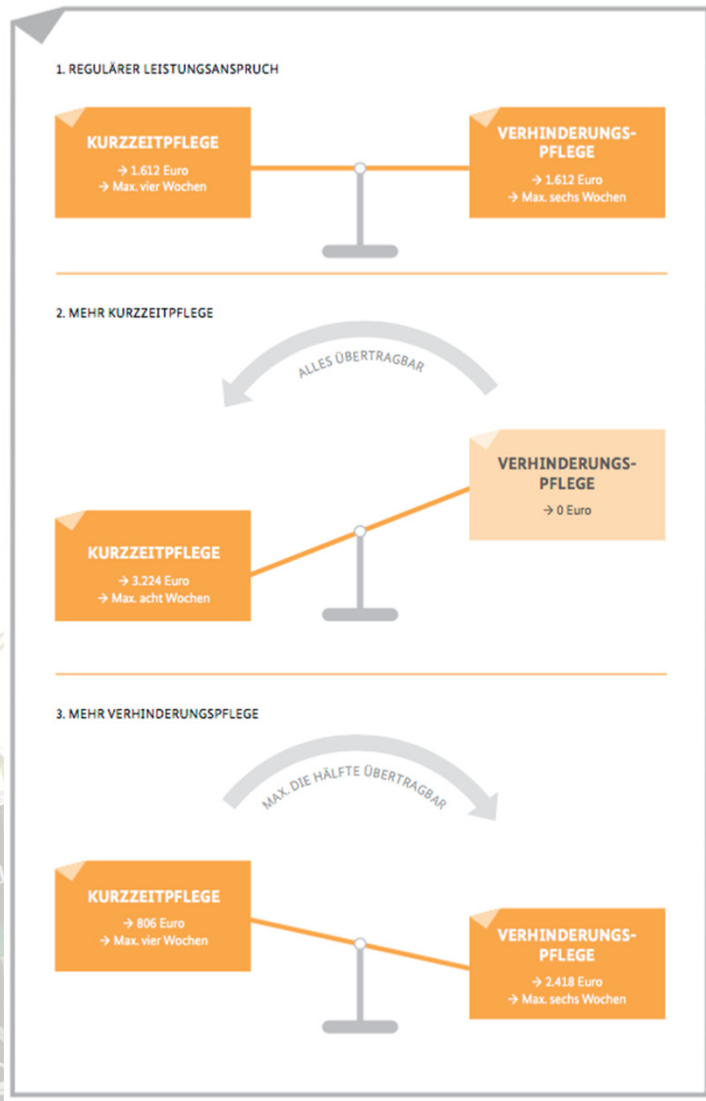 1. REGULÄRER LEISTUNGSANSPRUCH
KURZZEITPFLEGE
→ 1.612 Euro
→ Max. vier Wochen
VERHINDERUNGS-
PFLEGE
→ 1.612 Euro
→ Max. sechs Wochen
2. MEHR KURZZEITPFLEGE
ALLES ÜBERTRAGBAR
VERHINDERUNGS-
PFLEGE
→ 0 Euro
KURZZEITPFLEGE
→ 3.224 Euro
→ Max. acht Wochen
3. MEHR VERHINDERUNGSPFLEGE
MAX. DIE HÄLFTE ÜBERTRAGBAR
KURZZEITPFLEGE
→ 806 Euro
→ Max. vier Wochen
VERHINDERUNGS-
PFLEGE
→ 2.418 Euro
→ Max. sechs Wochen